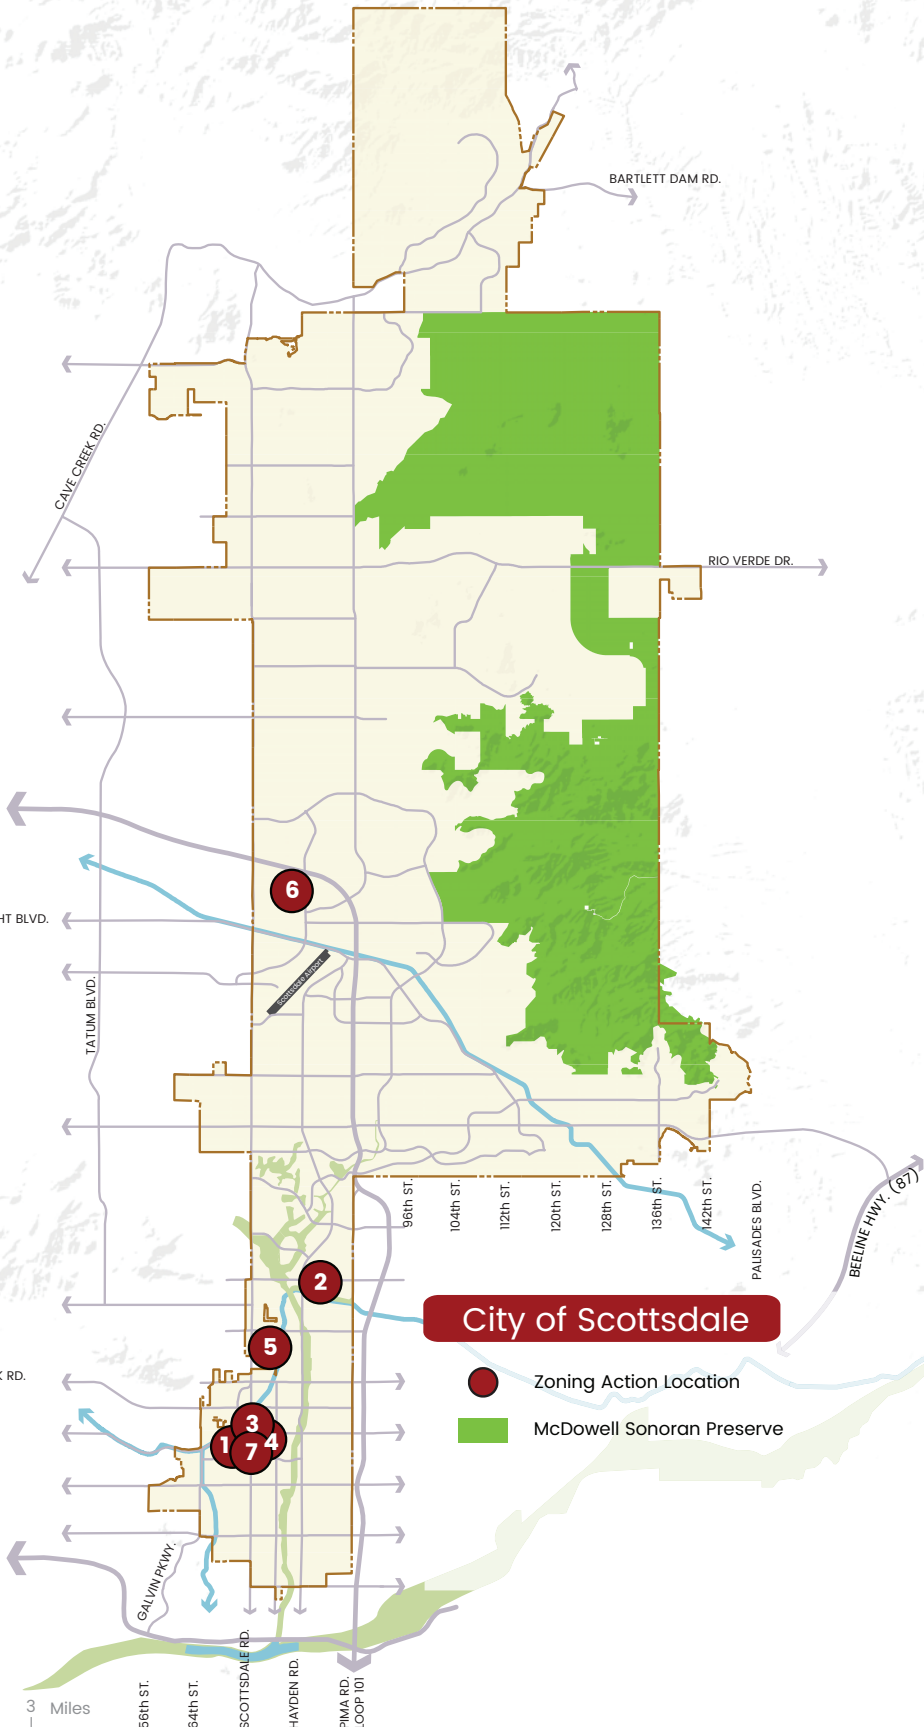 BARTLETT DAM RD.
CAVE CREEK RD.
RIO VERDE DR.
6
HT BLVD.
Scottsdale Airport
TATUM BLVD.
96th ST.
104th ST.
112th ST.
120th ST.
128th ST.
136th ST.
142th ST.
PALISADES BLVD.
BEELINE HWY. (87)
2
City of Scottsdale
5
K RD.
Zoning Action Location
3
McDowell Sonoran Preserve
1
4
7
GALVIN PKWY.
3 Miles
56th ST.
64th ST.
SCOTTSDALE RD.
HAYDEN RD.
PIMA RD.
LOOP 101